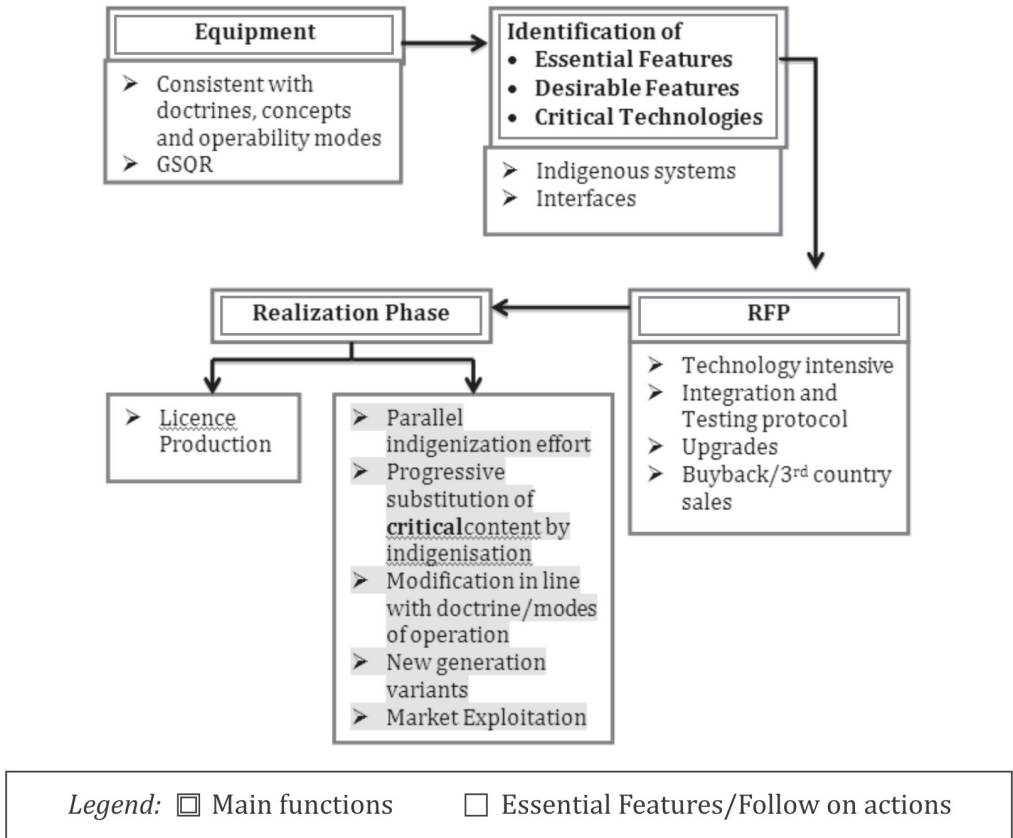 Equipment
➢ Consistent with
doctrines, concepts
and operability modes
➢ GSQR
Identification of
• Essential Features
• Desirable Features
• Critical Technologies
➢ Indigenous systems
➢ Interfaces
RFP
➢ Technology intensive
➢ Integration and
Testing protocol
➢ Upgrades
➢ Buyback/3rd country
sales
Realization Phase
➢ Licence
Production
➢ Parallel
indigenization effort
➢ Progressive
substitution of
criticalcontent by
indigenisation
➢ Modification in line
with doctrine/modes
of operation
➢ New generation
variants
➢ Market Exploitation
Legend: Main functions Essential Features/Follow on actions